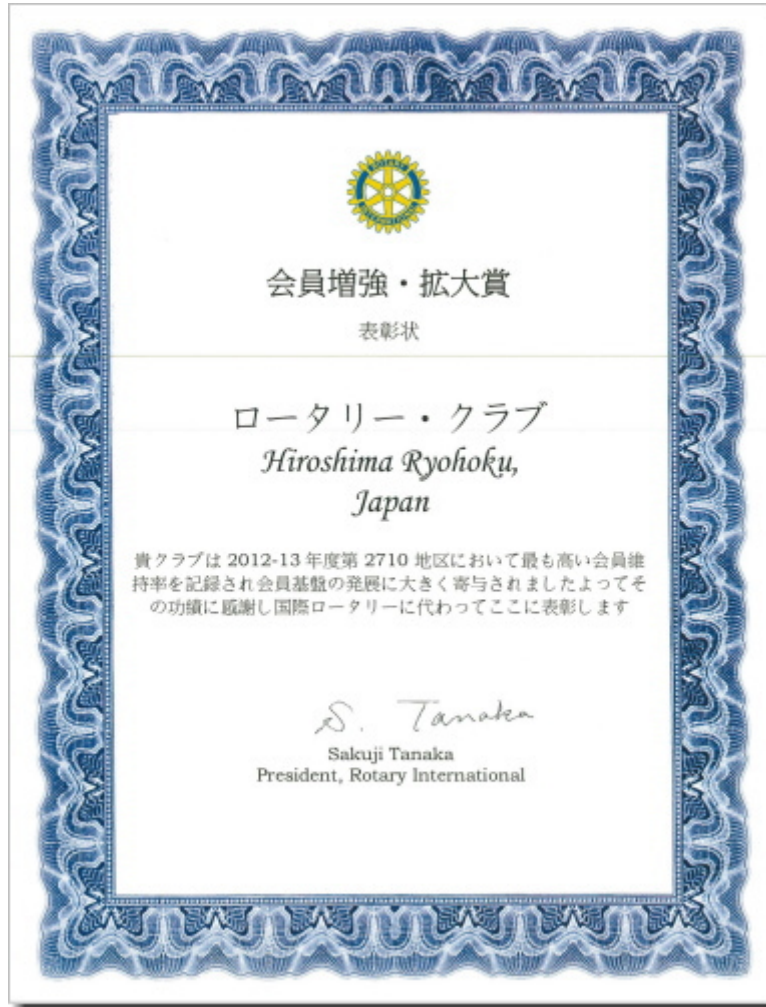 ROTARY
INTERNATIONAL
会員増強・拡大賞
表彰状
ロータリー・クラブ
Hiroshima Ryohoku,
Japan
貴クラブは 2012-13 年度第 2710 地区において最も高い会員維
持率を記録され会員基盤の発展に大きく寄与されましたよってそ
の功績に感謝し国際ロータリーに代わってここに表彰します
S. Tanaka
Sakuji Tanaka
President, Rotary International